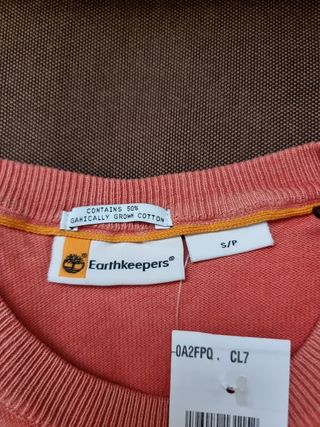 CONTAINS 50%
GANICALLY GROWN COTTON
Earthkeepers®
S/P
0A2FPQ . CL7